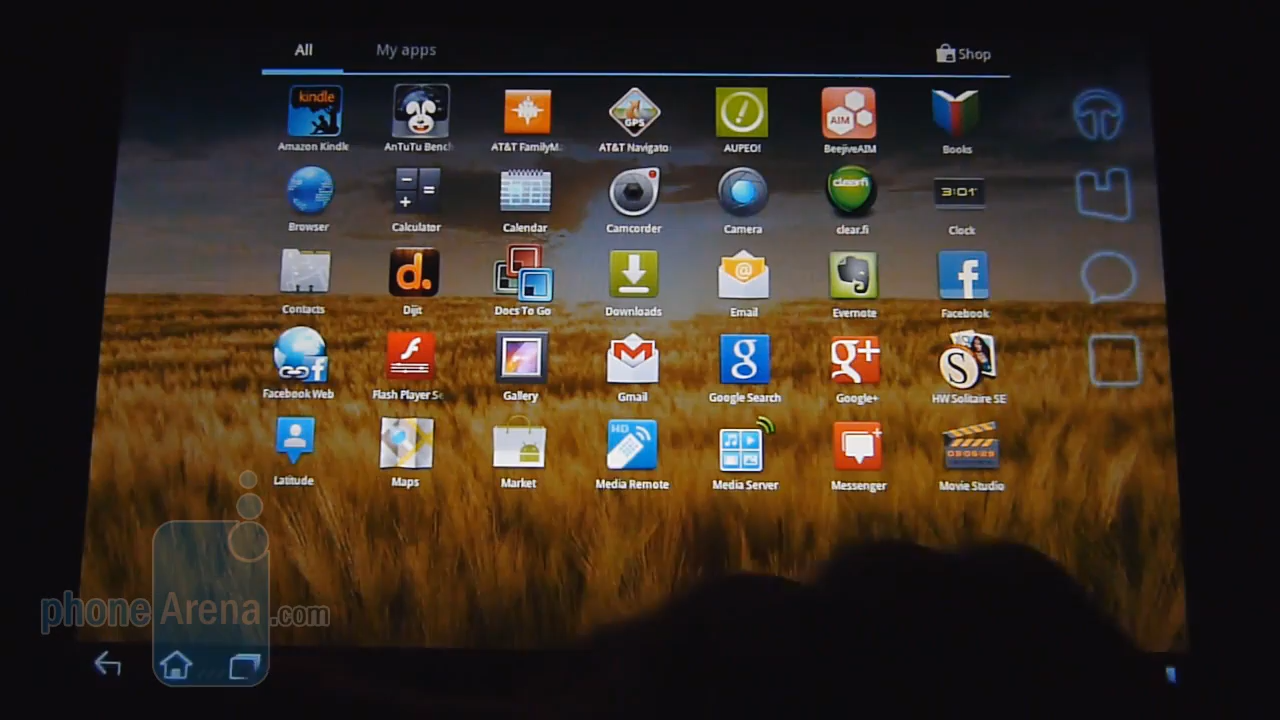 All My apps Shop
kindle
Amazon Kindle AnTuTu Bench AT&T FamilyMa AT&T Navigator AUPEO! BeejiveAIM Books
GPS
AIM
clear.fi
3:01
Browser Calculator Calendar Camcorder Camera clear.fi Clock
d.
f
Contacts Dijit Docs To Go Downloads Email Evernote Facebook
g g+ S
Facebook Web Flash Player Se Gallery Gmail Google Search Google+ HW Solitaire SE
HD
Latitude Maps Market Media Remote Media Server Messenger Movie Studio
phoneArena.com